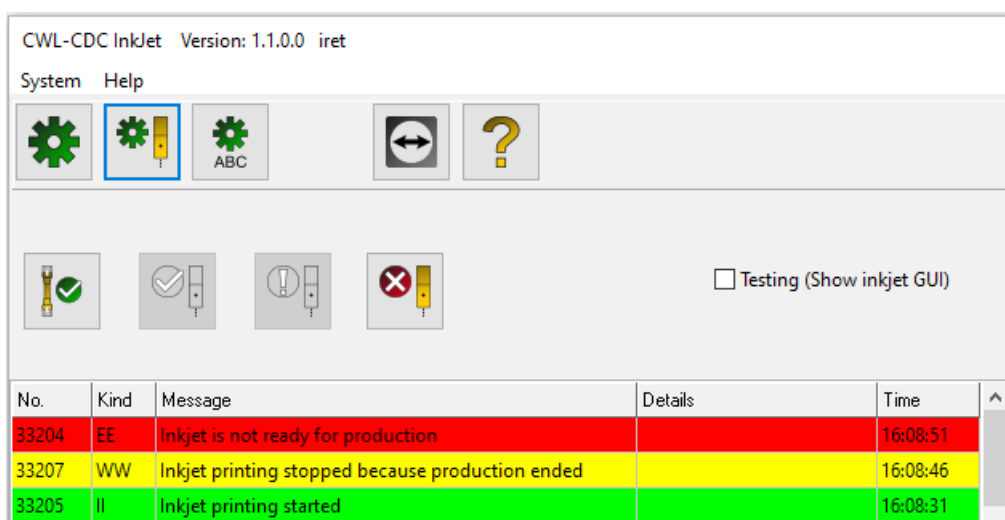 CWL-CDC InkJet Version: 1.1.0.0 iret
System Help
ABC
?
Testing (Show inkjet GUI)
No. Kind Message Details Time
33204 EE Inkjet is not ready for production 16:08:51
33207 WW Inkjet printing stopped because production ended 16:08:46
33205 II Inkjet printing started 16:08:31